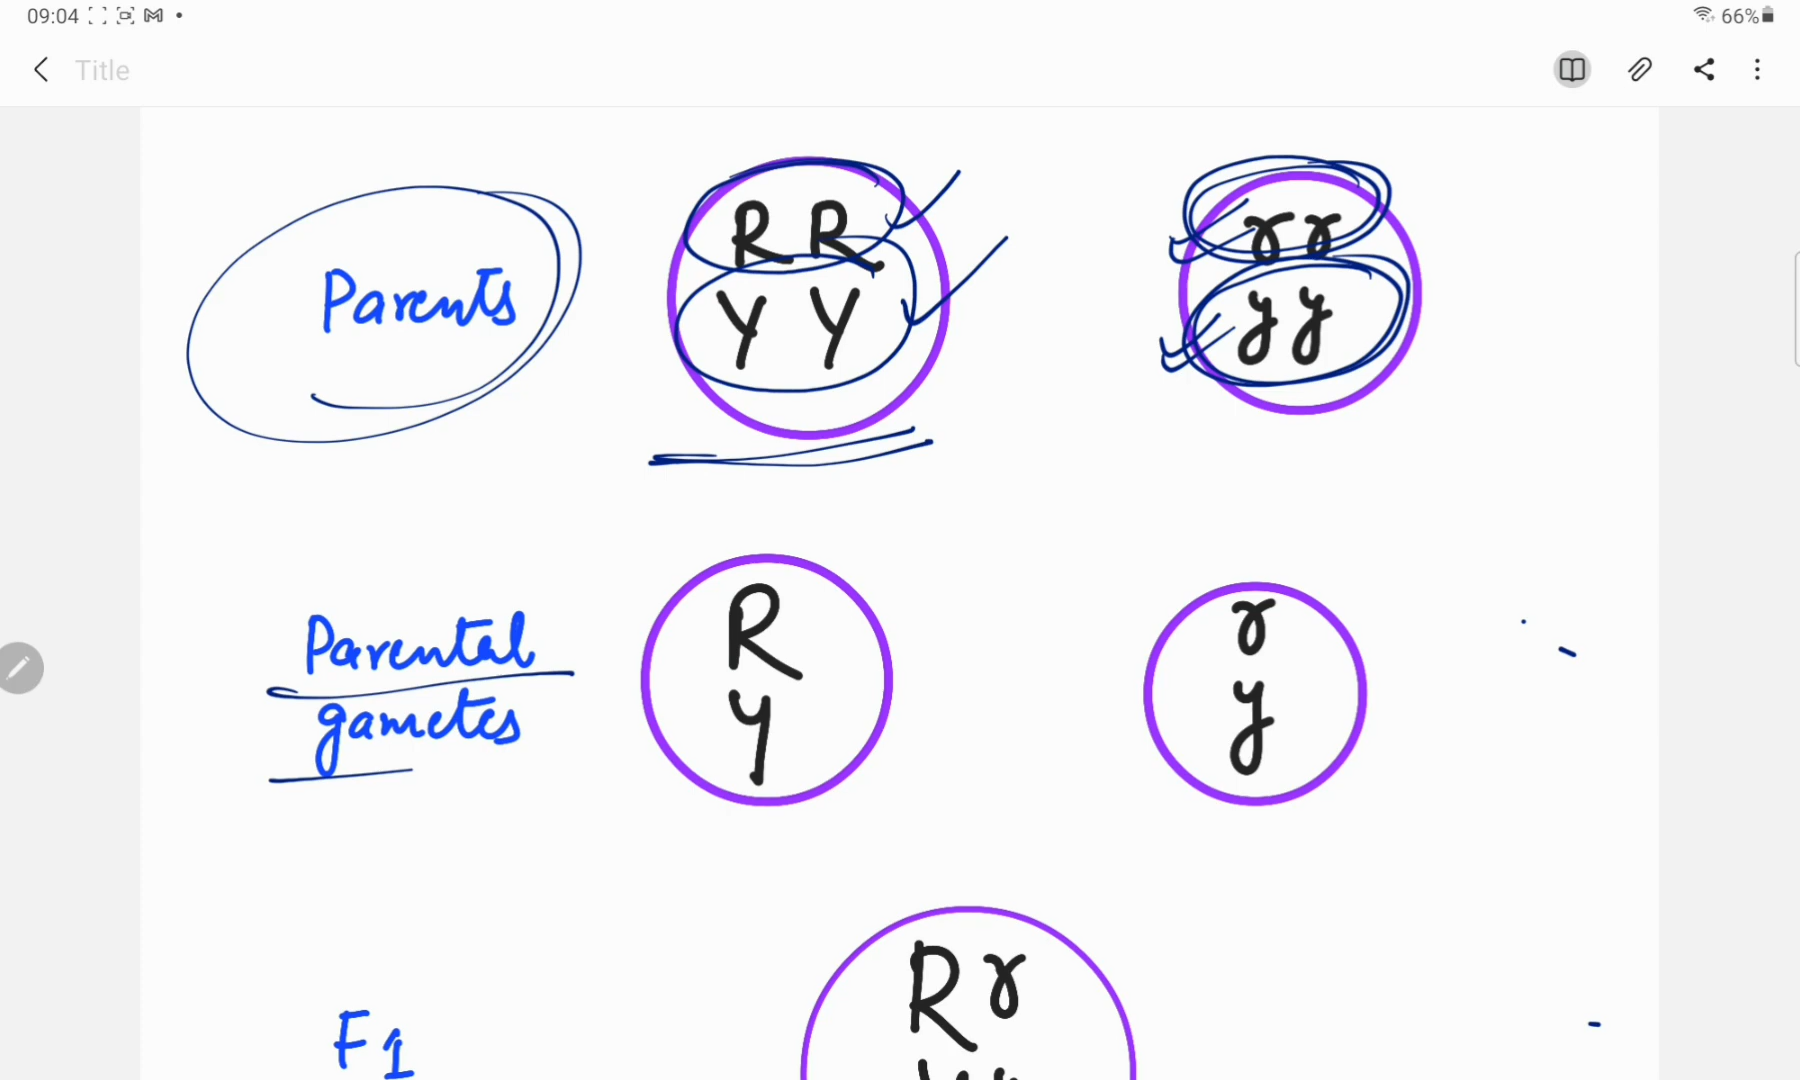 09:04
66%
Title
RR
rr
Parents
YY
yy
R
r
Parental
gametes
Y
y
Rr
F1